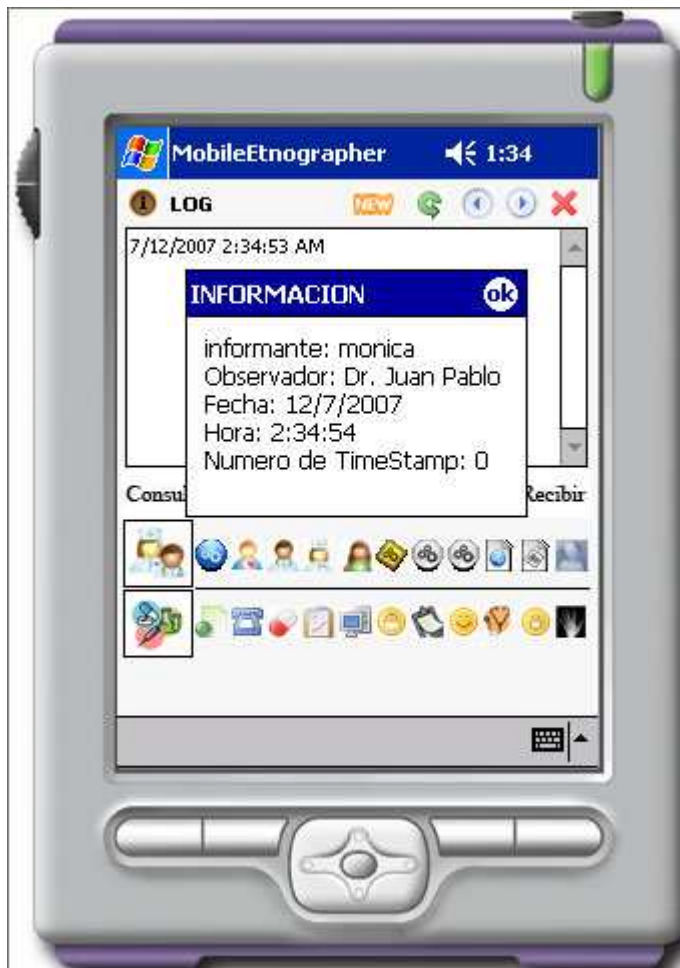 MobileEtnographer 1:34
LOG NEW
7/12/2007 2:34:53 AM
INFORMACION ok
informante: monica
Observador: Dr. Juan Pablo
Fecha: 12/7/2007
Hora: 2:34:54
Numero de TimeStamp: 0
Recibir